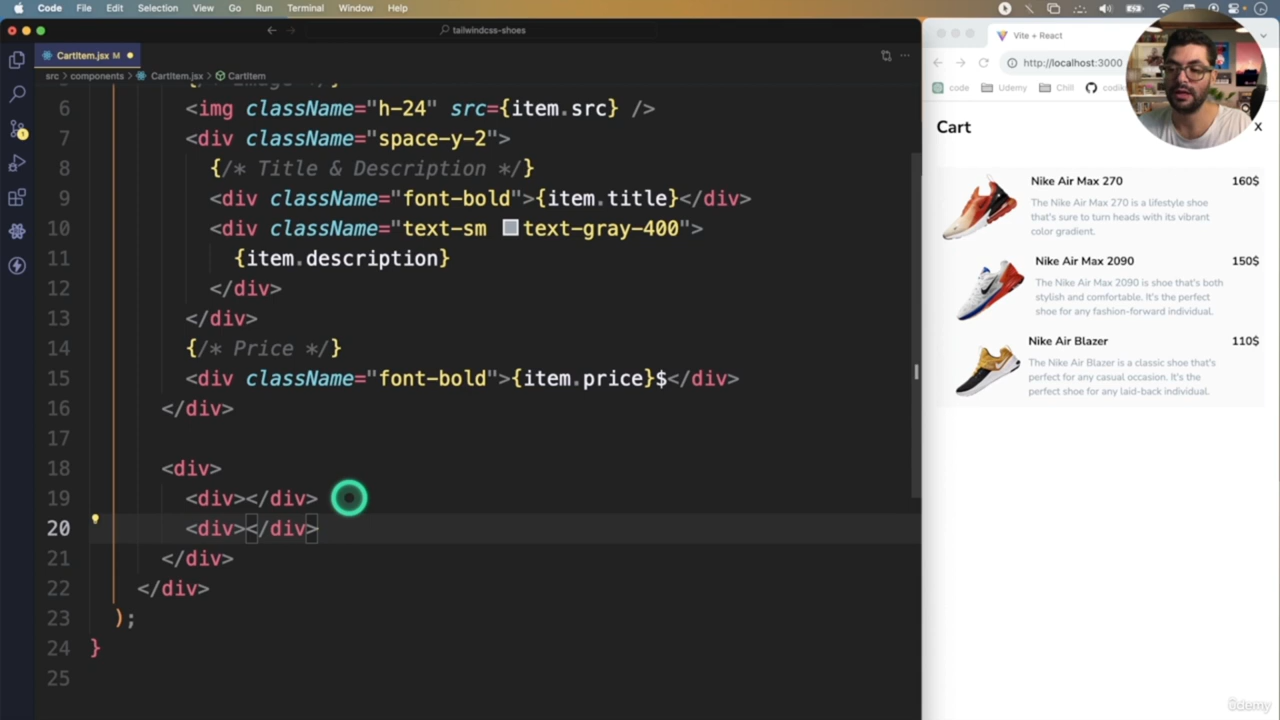 Code File Edit Selection View Go Run Terminal Window Help
tailwindcss-shoes
CartItem.jsx M
src > components > CartItem.jsx > CartItem
6 <img className="h-24" src={item.src} />
7 <div className="space-y-2">
8 {/* Title & Description */}
9 <div className="font-bold">{item.title}</div>
10 <div className="text-sm text-gray-400">
11 {item.description}
12 </div>
13 </div>
14 {/* Price */}
15 <div className="font-bold">{item.price}$</div>
16 </div>
17
18 <div>
19 <div></div>
20 <div></div>
21 </div>
22 </div>
23 );
24 }
25
Vite + React
http://localhost:3000
code Udemy Chill
Cart X
Nike Air Max 270 160$
The Nike Air Max 270 is a lifestyle shoe
that's sure to turn heads with its vibrant
color gradient.
Nike Air Max 2090 150$
The Nike Air Max 2090 is shoe that's both
stylish and comfortable. It's the perfect
shoe for any fashion-forward individual.
Nike Air Blazer 110$
The Nike Air Blazer is a classic shoe that's
perfect for any casual occasion. It's the
perfect shoe for any laid-back individual.
ûdemy